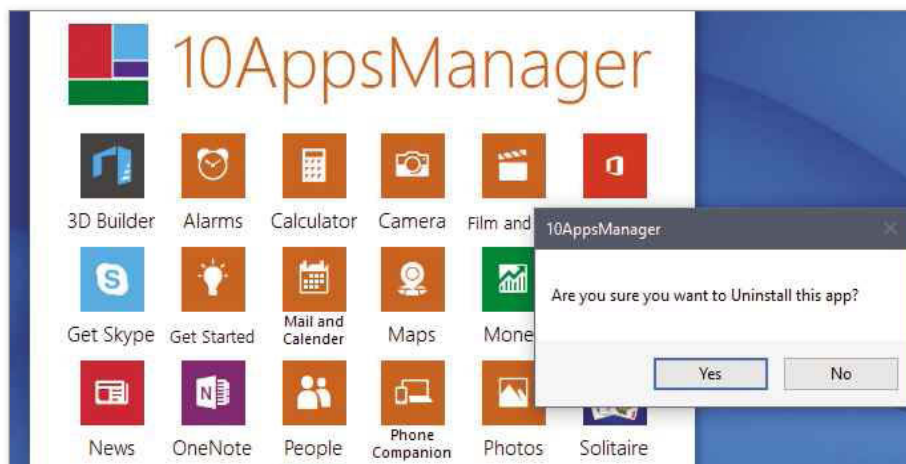 10AppsManager
3D Builder Alarms Calculator Camera Film and
10AppsManager
Are you sure you want to Uninstall this app?
Yes No
Get Skype Get Started Mail and
Calender Maps
News OneNote People Phone
Companion Photos Solitaire